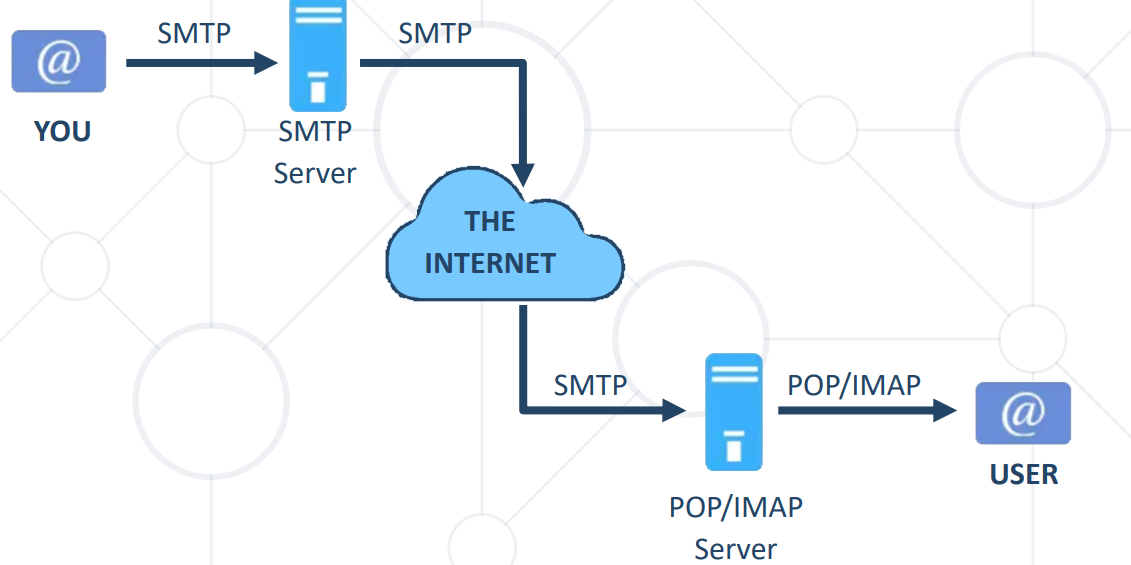 SMTP
SMTP
@
YOU
SMTP
Server
THE
INTERNET
SMTP
POP/IMAP
@
USER
POP/IMAP
Server